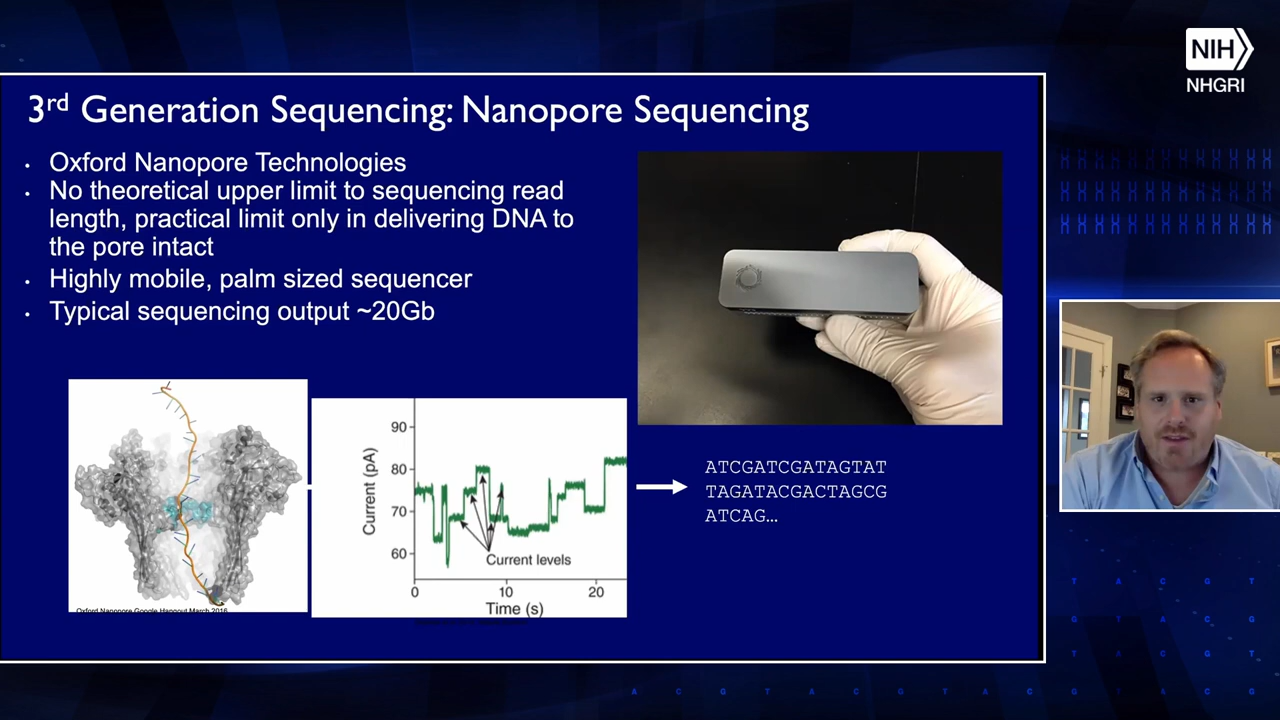 NIH
NHGRI
3rd Generation Sequencing: Nanopore Sequencing
• Oxford Nanopore Technologies
• No theoretical upper limit to sequencing read
length, practical limit only in delivering DNA to
the pore intact
• Highly mobile, palm sized sequencer
• Typical sequencing output ~20Gb
Oxford Nanopore Google Hangout March 2016
Current (pA)
90
80
70
60
Current levels
0
10
20
Time (s)
ATCGATCGATAGTAT
TAGATACGACTAGCG
ATCAG...
T A C G T
G T A C G
T A C G T
A C G T A C G T A C G T A C G